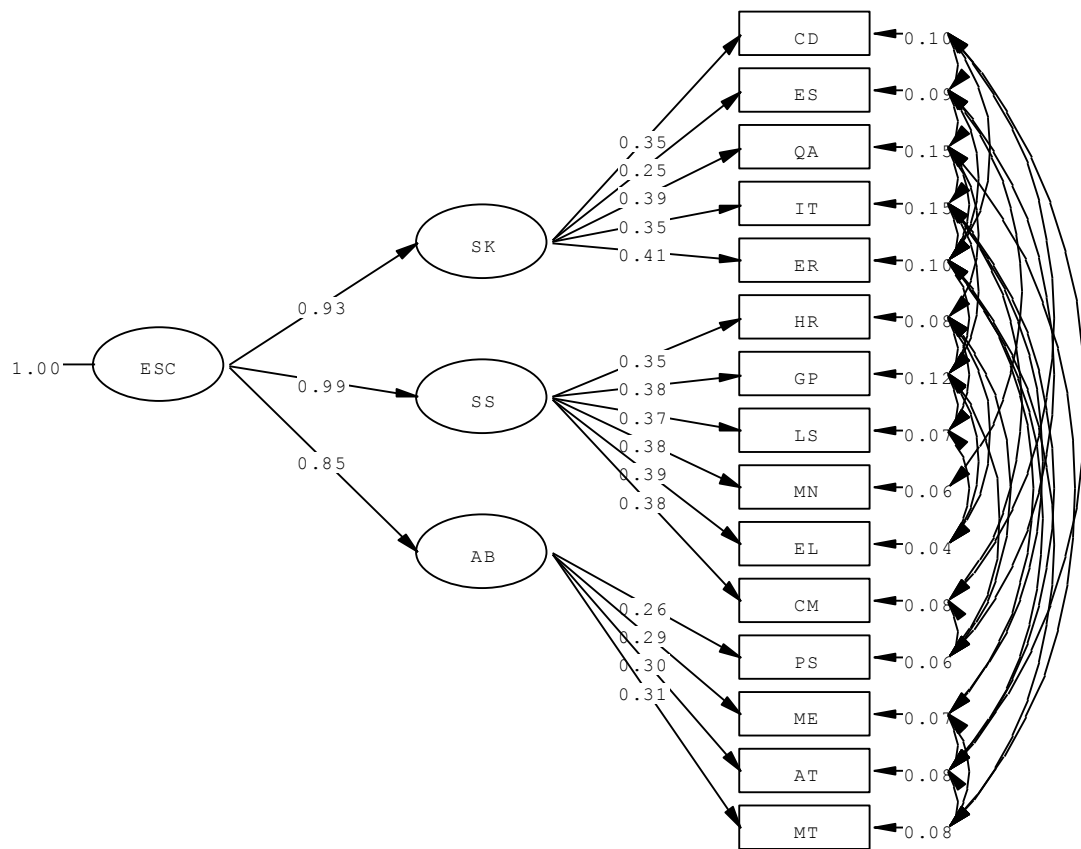 CD 0.10
ES 0.09
0.35
QA 0.15
0.25
0.39
IT 0.15
0.35
SK
0.41
ER 0.10
0.93
HR 0.08
1.00
ESC
0.35
0.99
0.38
GP 0.12
SS
0.37
LS 0.07
0.38
0.85
0.39
MN 0.06
0.38
AB
EL 0.04
0.26
CM 0.08
0.29
0.30
PS 0.06
0.31
ME 0.07
AT 0.08
MT 0.08